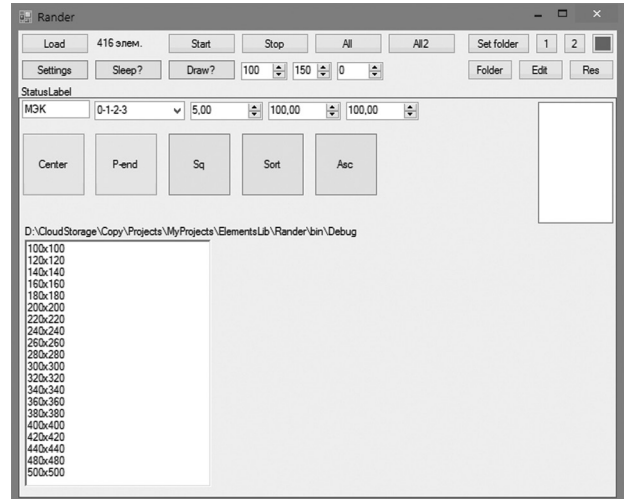 Rander
Load 416 элем. Start Stop All All2 Set folder 1 2
Settings Sleep? Draw? 100 150 0 Folder Edit Res
StatusLabel
МЭК 0-1-2-3 5,00 100,00 100,00
Center P-end Sq Sort Asc
D:\CloudStorage\Copy\Projects\MyProjects\ElementsLib\Rander\bin\Debug
100x100
120x120
140x140
160x160
180x180
200x200
220x220
240x240
260x260
280x280
300x300
320x320
340x340
360x360
380x380
400x400
420x420
440x440
480x480
500x500